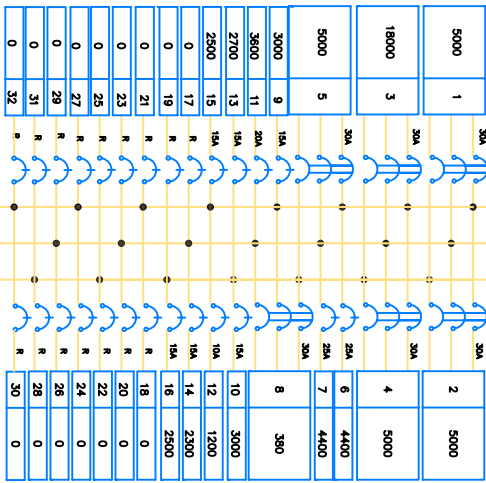 30A 30A
5000 1 2 5000
30A 30A
18000 3 4 5000
30A 25A 6 4400
5000 5 25A 7 4400
30A
3000 9 15A 8 380
3600 11 20A
2700 13 15A 15A 10 3000
2500 15 15A 10A 12 1200
0 17 R 15A 14 2300
0 19 R 15A 16 2500
0 21 R R 18 0
0 23 R R 20 0
0 25 R R 22 0
0 27 R R 24 0
0 29 R R 26 0
0 31 R R 28 0
0 32 R R 30 0